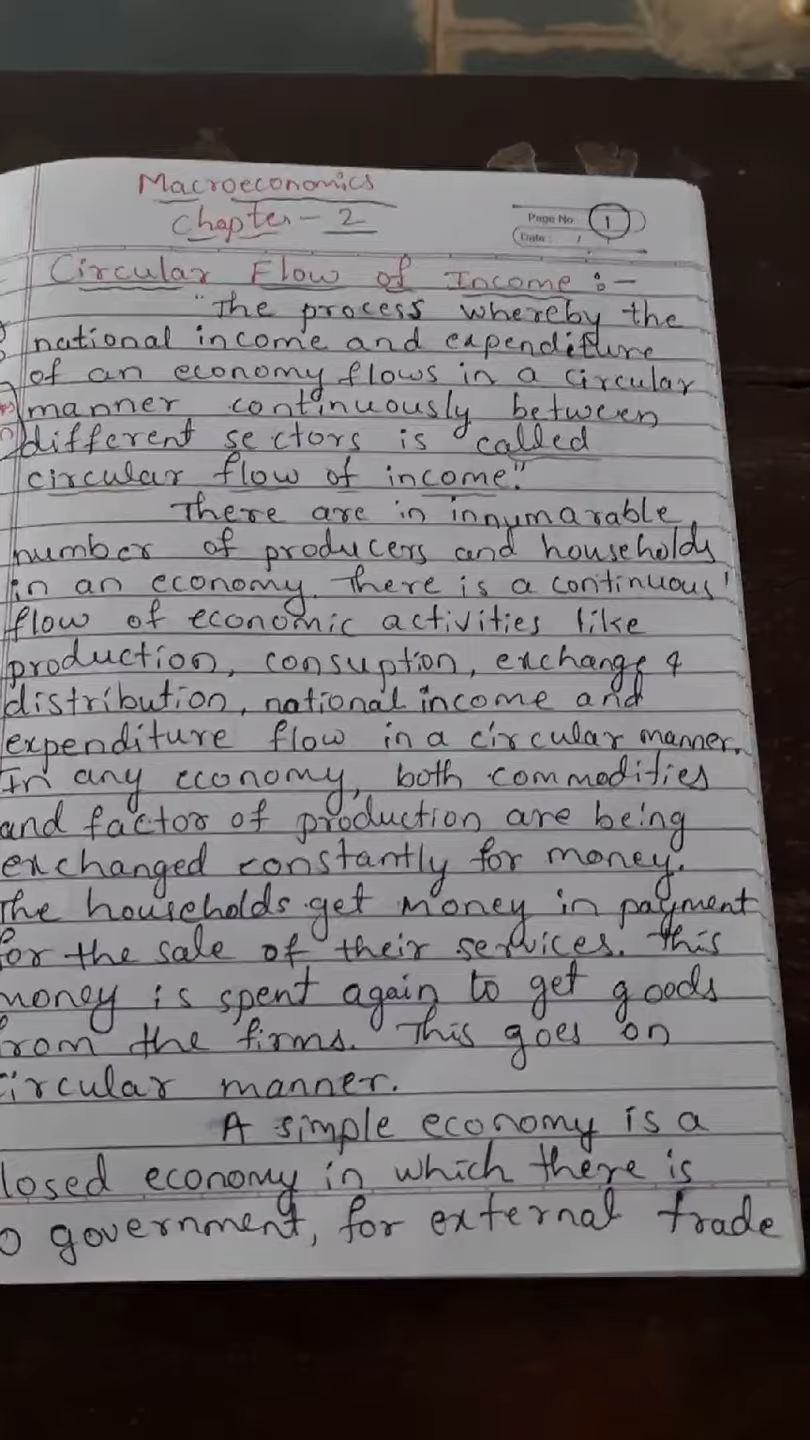 Macroeconomics
Chapter - 2
Page No. 1
Date : / /
Circular Flow of Income :-
"The process whereby the
national income and expenditure
of an economy flows in a circular
manner continuously between
different sectors is called
circular flow of income."
There are in innumarable
number of producers and households
in an economy. There is a continuous
flow of economic activities like
production, consuption, exchange &
distribution, national income and
expenditure flow in a circular manner.
In any economy, both commodities
and factor of production are being
exchanged constantly for money.
The households get money in payment
for the sale of their services. This
money is spent again to get goods
from the firms. This goes on
circular manner.
A simple economy is a
losed economy in which there is
o government, for external trade